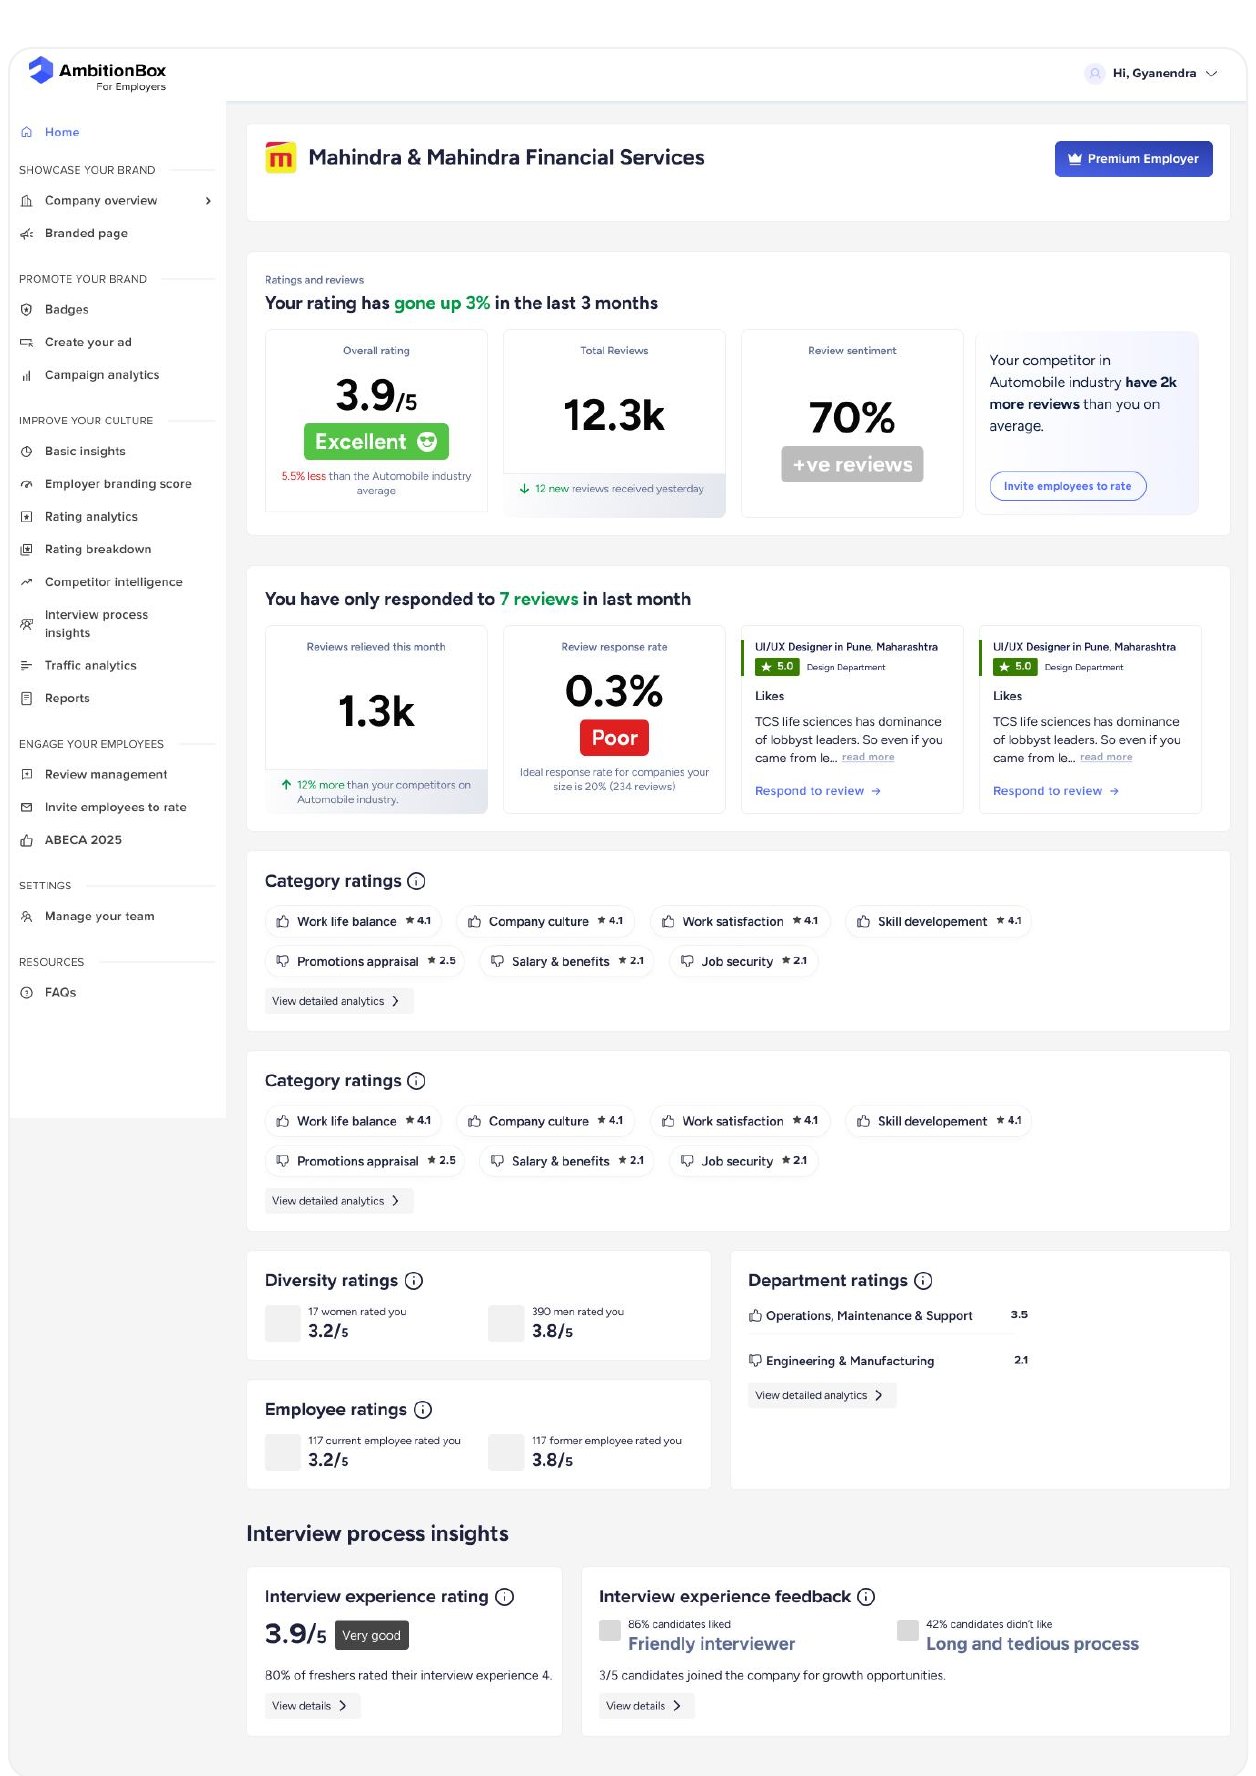 AmbitionBox
For Employers
Hi, Gyanendra
Home
SHOWCASE YOUR BRAND
Company overview
Branded page
PROMOTE YOUR BRAND
Badges
Create your ad
Campaign analytics
IMPROVE YOUR CULTURE
Basic insights
Employer branding score
Rating analytics
Rating breakdown
Competitor intelligence
Interview process
insights
Traffic analytics
Reports
ENGAGE YOUR EMPLOYEES
Review management
Invite employees to rate
ABECA 2025
SETTINGS
Manage your team
RESOURCES
FAQs
m
Mahindra & Mahindra Financial Services
Premium Employer
Ratings and reviews
Your rating has gone up 3% in the last 3 months
Overall rating
3.9/5
Excellent
5.5% less than the Automobile industry
average
Total Reviews
12.3k
12 new reviews received yesterday
Review sentiment
70%
+ve reviews
Your competitor in
Automobile industry have 2k
more reviews than you on
average.
Invite employees to rate
You have only responded to 7 reviews in last month
Reviews relieved this month
1.3k
12% more than your competitors on
Automobile industry.
Review response rate
0.3%
Poor
Ideal response rate for companies your
size is 20% (234 reviews)
UI/UX Designer in Pune, Maharashtra
5.0 Design Department
Likes
TCS life sciences has dominance
of lobbyst leaders. So even if you
came from le... read more
Respond to review
UI/UX Designer in Pune, Maharashtra
5.0 Design Department
Likes
TCS life sciences has dominance
of lobbyst leaders. So even if you
came from le... read more
Respond to review
Category ratings
Work life balance 4.1 Company culture 4.1 Work satisfaction 4.1 Skill developement 4.1
Promotions appraisal 2.5 Salary & benefits 2.1 Job security 2.1
View detailed analytics
Category ratings
Work life balance 4.1 Company culture 4.1 Work satisfaction 4.1 Skill developement 4.1
Promotions appraisal 2.5 Salary & benefits 2.1 Job security 2.1
View detailed analytics
Diversity ratings
17 women rated you
3.2/5
390 men rated you
3.8/5
Employee ratings
117 current employee rated you
3.2/5
117 former employee rated you
3.8/5
Department ratings
Operations, Maintenance & Support 3.5
Engineering & Manufacturing 2.1
View detailed analytics
Interview process insights
Interview experience rating
3.9/5 Very good
80% of freshers rated their interview experience 4.
View details
Interview experience feedback
86% candidates liked
Friendly interviewer
42% candidates didn't like
Long and tedious process
3/5 candidates joined the company for growth opportunities.
View details